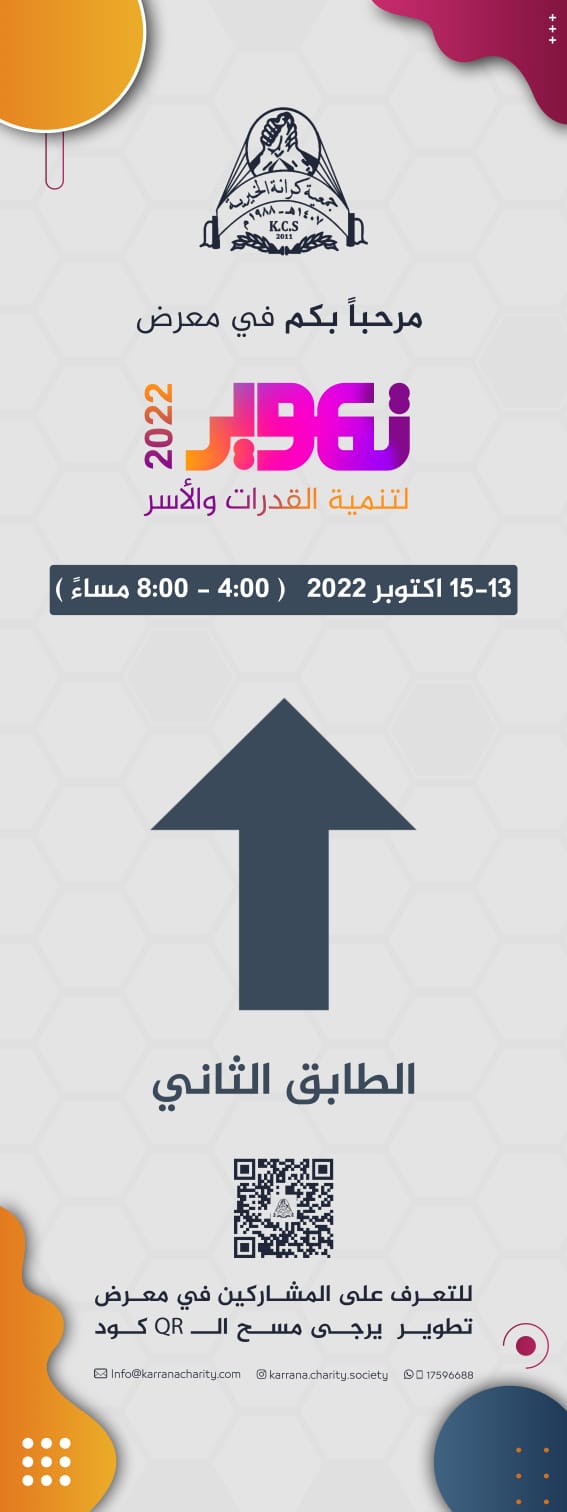 جمعية كرانة الخيرية
١٤٠٧هـ - ١٩٨٨م
K.C.S
2011
مرحباً بكم في معرض
تطوير 2022
لتنمية القدرات والأسر
13-15 اكتوبر 2022 ( 4:00 - 8:00 مساءً )
الطابق الثاني
للتعرف على المشاركين في معرض
تطوير يرجى مسح الـ QR كود
Info@karranacharity.com karrana.charity.society 17596688